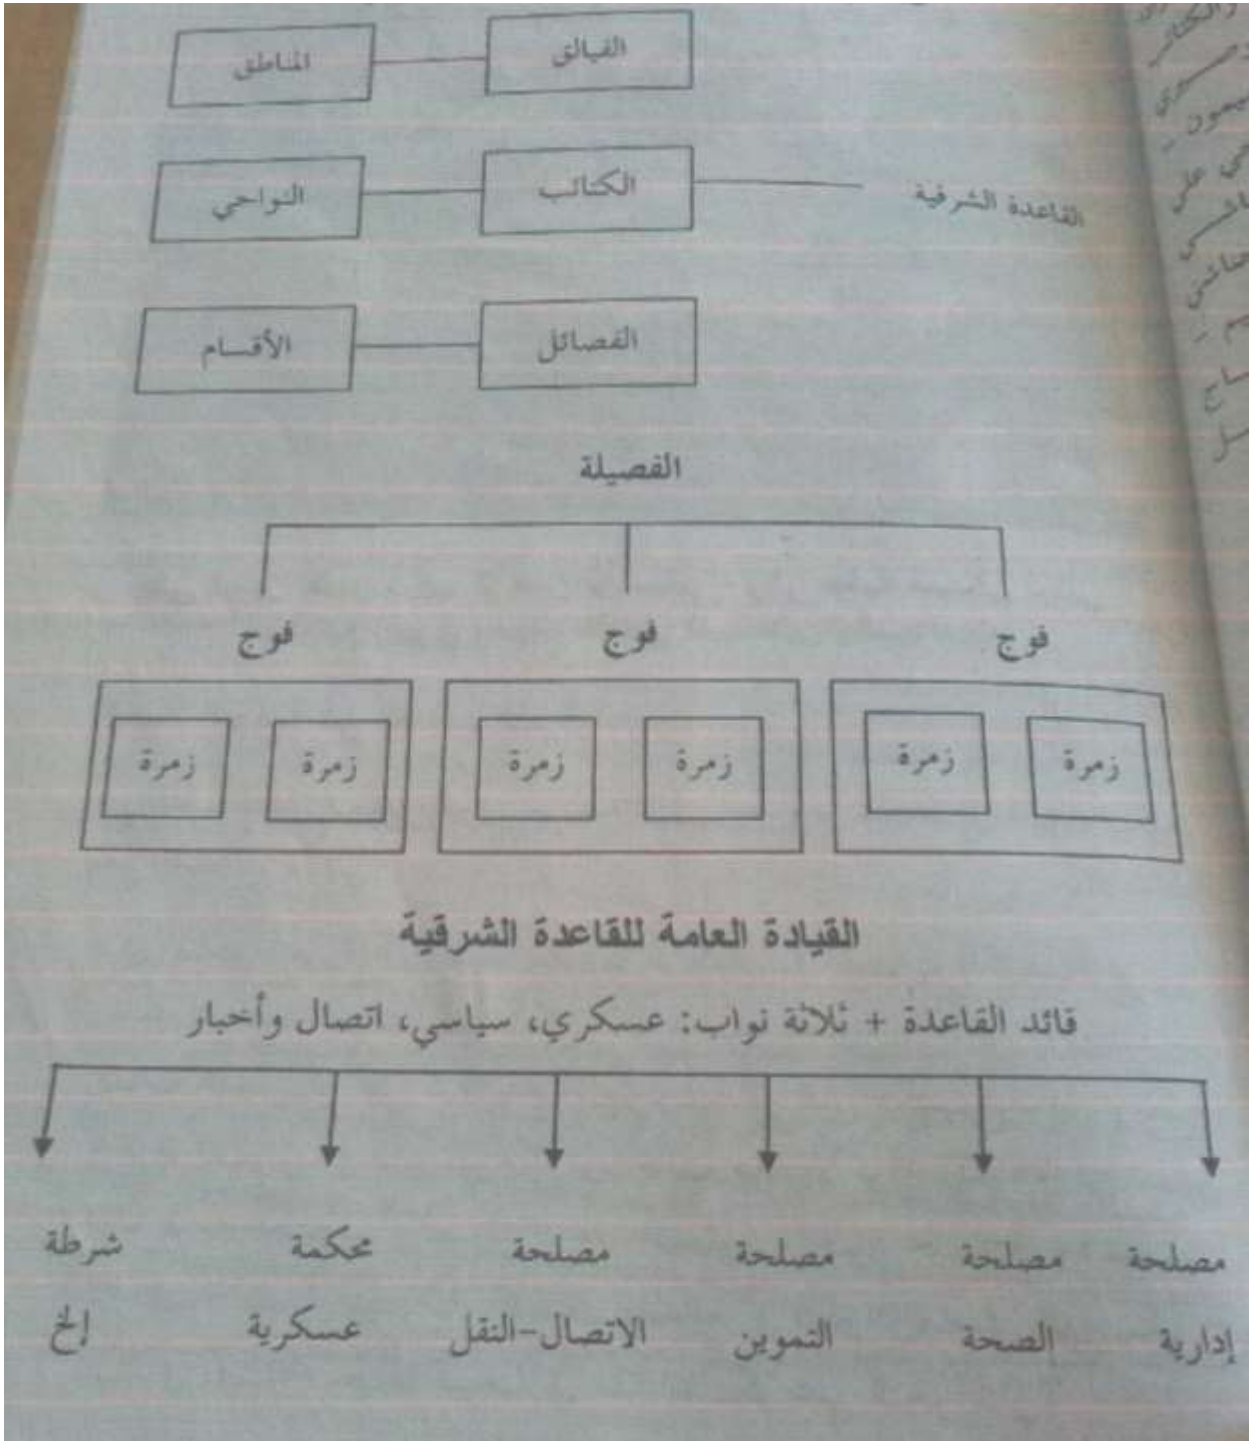 الفيالق المناطق
القاعدة الشرقية الكتائب النواحي
الفصائل الأقسام
الفصيلة
فوج فوج فوج
زمرة زمرة زمرة زمرة زمرة زمرة
القيادة العامة للقاعدة الشرقية
قائد القاعدة + ثلاثة نواب: عسكري، سياسي، اتصال وأخبار
مصلحة مصلحة مصلحة مصلحة محكمة شرطة
إدارية الصحة التموين الاتصال-النقل عسكرية إلخ